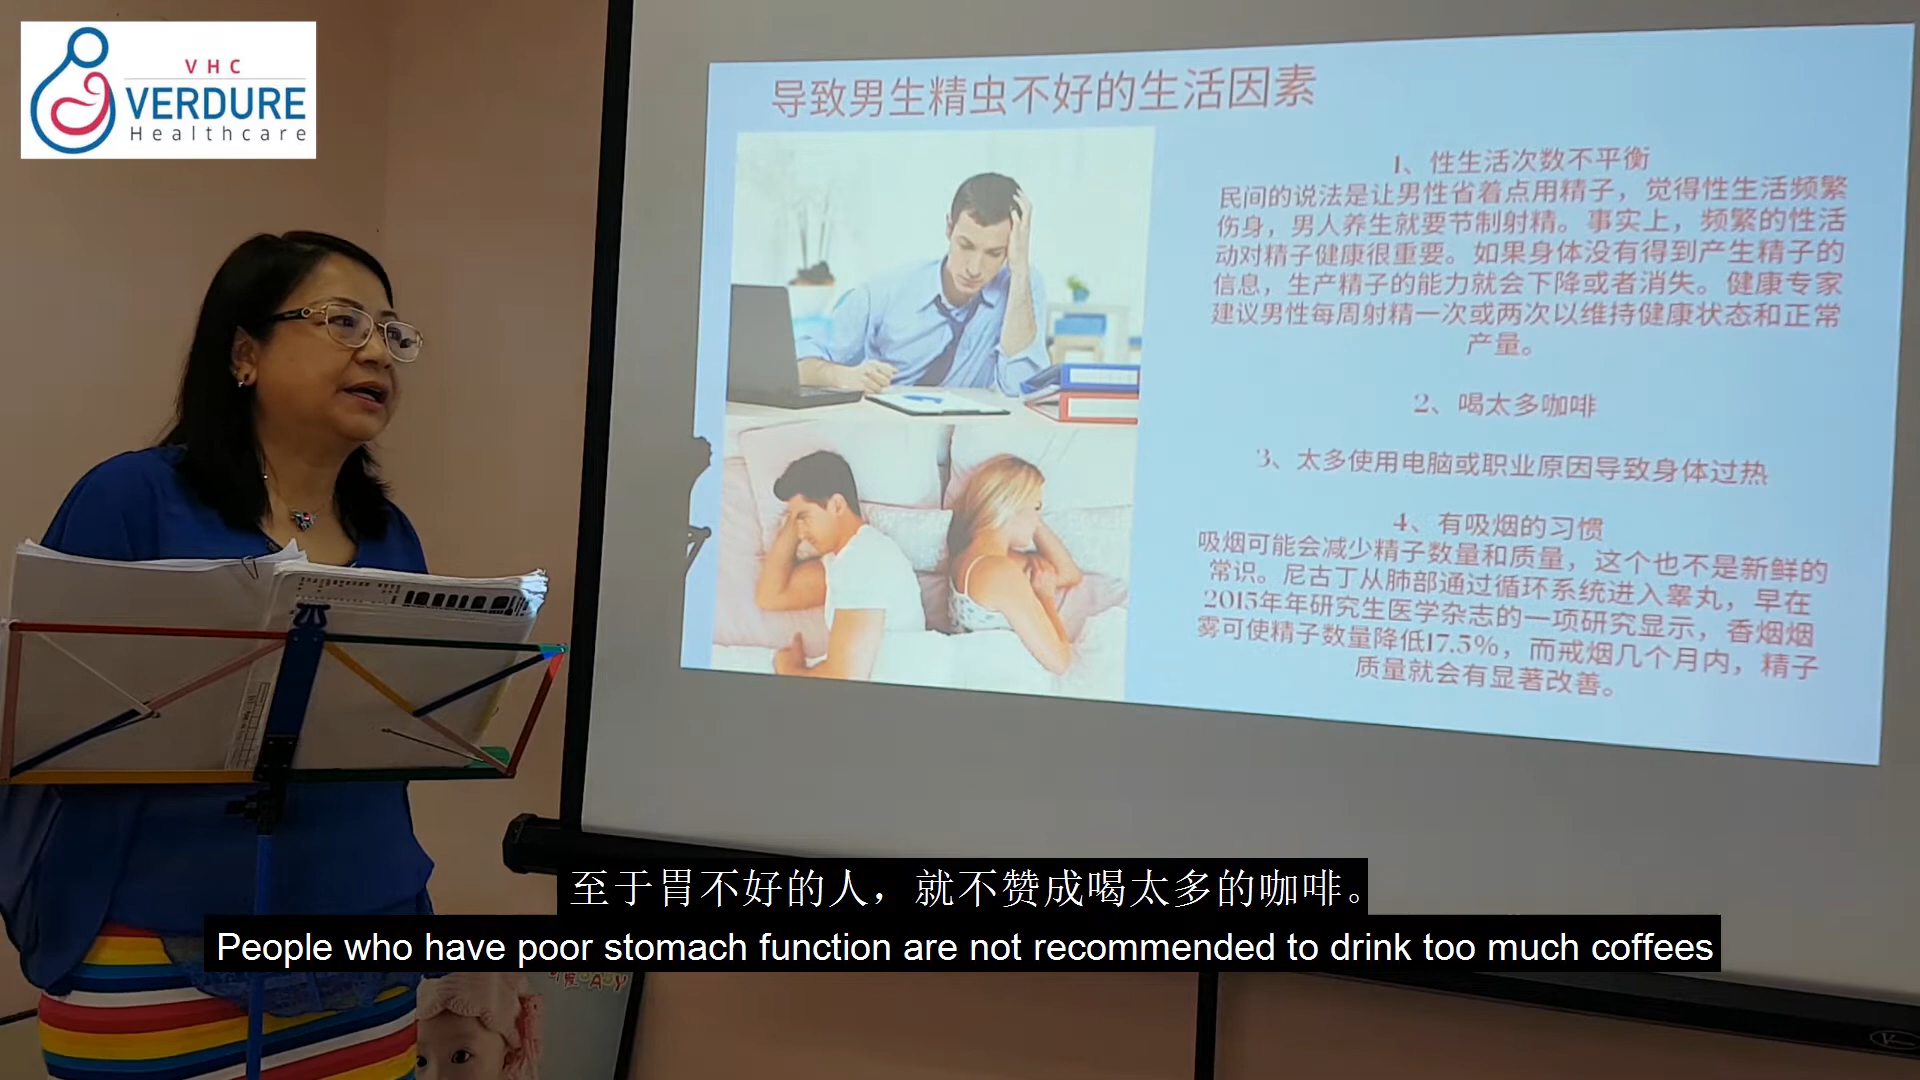 VHC
VERDURE
Healthcare
导致男生精虫不好的生活因素
1、性生活次数不平衡
民间的说法是让男性省着点用精子，觉得性生活频繁
伤身，男人养生就要节制射精。事实上，频繁的性活
动对精子健康很重要。如果身体没有得到产生精子的
信息，生产精子的能力就会下降或者消失。健康专家
建议男性每周射精一次或两次以维持健康状态和正常
产量。
2、喝太多咖啡
3、太多使用电脑或职业原因导致身体过热
4、有吸烟的习惯
吸烟可能会减少精子数量和质量，这个也不是新鲜的
常识。尼古丁从肺部通过循环系统进入睾丸，早在
2015年年研究生医学杂志的一项研究显示，香烟烟
雾可使精子数量降低17.5%，而戒烟几个月内，精子
质量就会有显著改善。
至于胃不好的人，就不赞成喝太多的咖啡。
People who have poor stomach function are not recommended to drink too much coffees
BABY